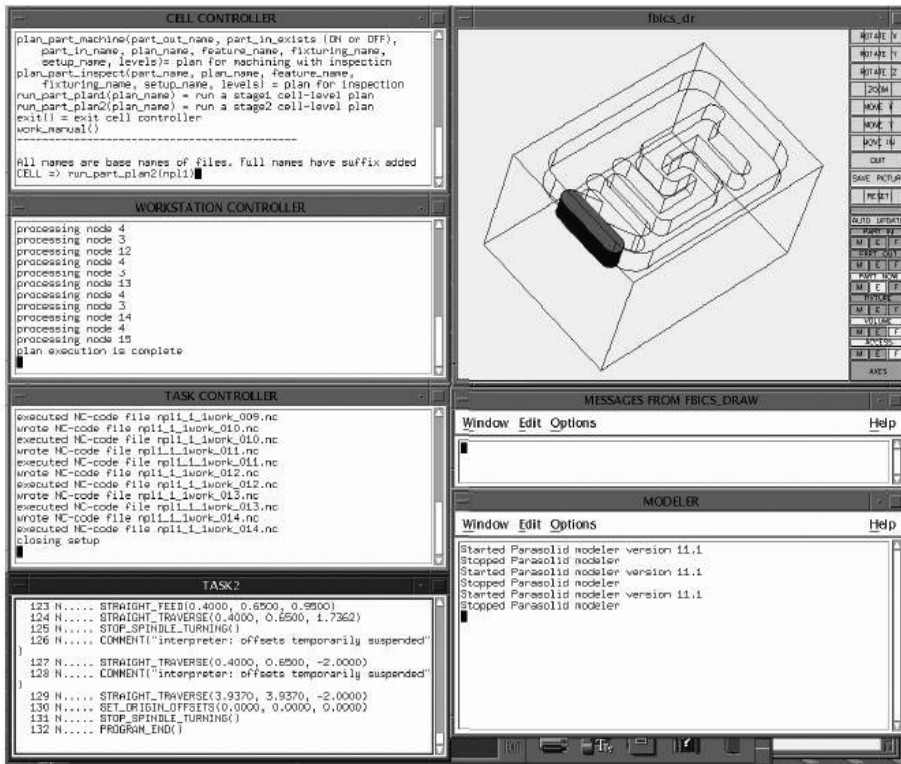 CELL CONTROLLER
plan_part_machine(part_out_name, part_in_exists (ON or OFF),
part_in_name, plan_name, feature_name, fixturing_name,
setup_name, levels)= plan for machining with inspection
plan_part_inspect(part_name, plan_name, feature_name,
fixturing_name, setup_name, levels) = plan for inspection
run_part_plan1(plan_name) = run a stage1 cell-level plan
run_part_plan2(plan_name) = run a stage2 cell-level plan
exit() = exit cell controller
work_manual()
All names are base names of files. Full names have suffix added
CELL => run_part_plan2(npl1)
WORKSTATION CONTROLLER
processing node 4
processing node 3
processing node 12
processing node 4
processing node 3
processing node 13
processing node 4
processing node 3
processing node 14
processing node 4
processing node 15
plan execution is complete
TASK CONTROLLER
executed NC-code file npl1_1_1work_009.nc
wrote NC-code file npl1_1_1work_010.nc
executed NC-code file npl1_1_1work_010.nc
wrote NC-code file npl1_1_1work_011.nc
executed NC-code file npl1_1_1work_011.nc
wrote NC-code file npl1_1_1work_012.nc
executed NC-code file npl1_1_1work_012.nc
wrote NC-code file npl1_1_1work_013.nc
executed NC-code file npl1_1_1work_013.nc
wrote NC-code file npl1_1_1work_014.nc
executed NC-code file npl1_1_1work_014.nc
closing setup
TASK2
123 N..... STRAIGHT_FEED(0.4000, 0.6500, 0.9500)
124 N..... STRAIGHT_TRAVERSE(0.4000, 0.6500, 1.7362)
125 N..... STOP_SPINDLE_TURNING()
126 N..... COMMENT("interpreter: offsets temporarily suspended"
)
127 N..... STRAIGHT_TRAVERSE(0.4000, 0.6500, -2.0000)
128 N..... COMMENT("interpreter: offsets temporarily suspended"
)
129 N..... STRAIGHT_TRAVERSE(3.9370, 3.9370, -2.0000)
130 N..... SET_ORIGIN_OFFSETS(0.0000, 0.0000, 0.0000)
131 N..... STOP_SPINDLE_TURNING()
132 N..... PROGRAM_END()
fbics_dr
ROTATE X
ROTATE Y
ROTATE Z
ZOOM
MOVE X
MOVE Y
MOVE IN
QUIT
SAVE PICTUR
RESET
AUTO UPDATE
PART IN
M E F
PART OUT
M E F
PART NOW
M E F
FIXTURE
M E F
VOLUME
M E F
ACCESS
M E F
AXES
MESSAGES FROM FBICS_DRAW
Window Edit Options Help
MODELER
Window Edit Options Help
Started Parasolid modeler version 11.1
Stopped Parasolid modeler
Started Parasolid modeler version 11.1
Stopped Parasolid modeler
Started Parasolid modeler version 11.1
Stopped Parasolid modeler